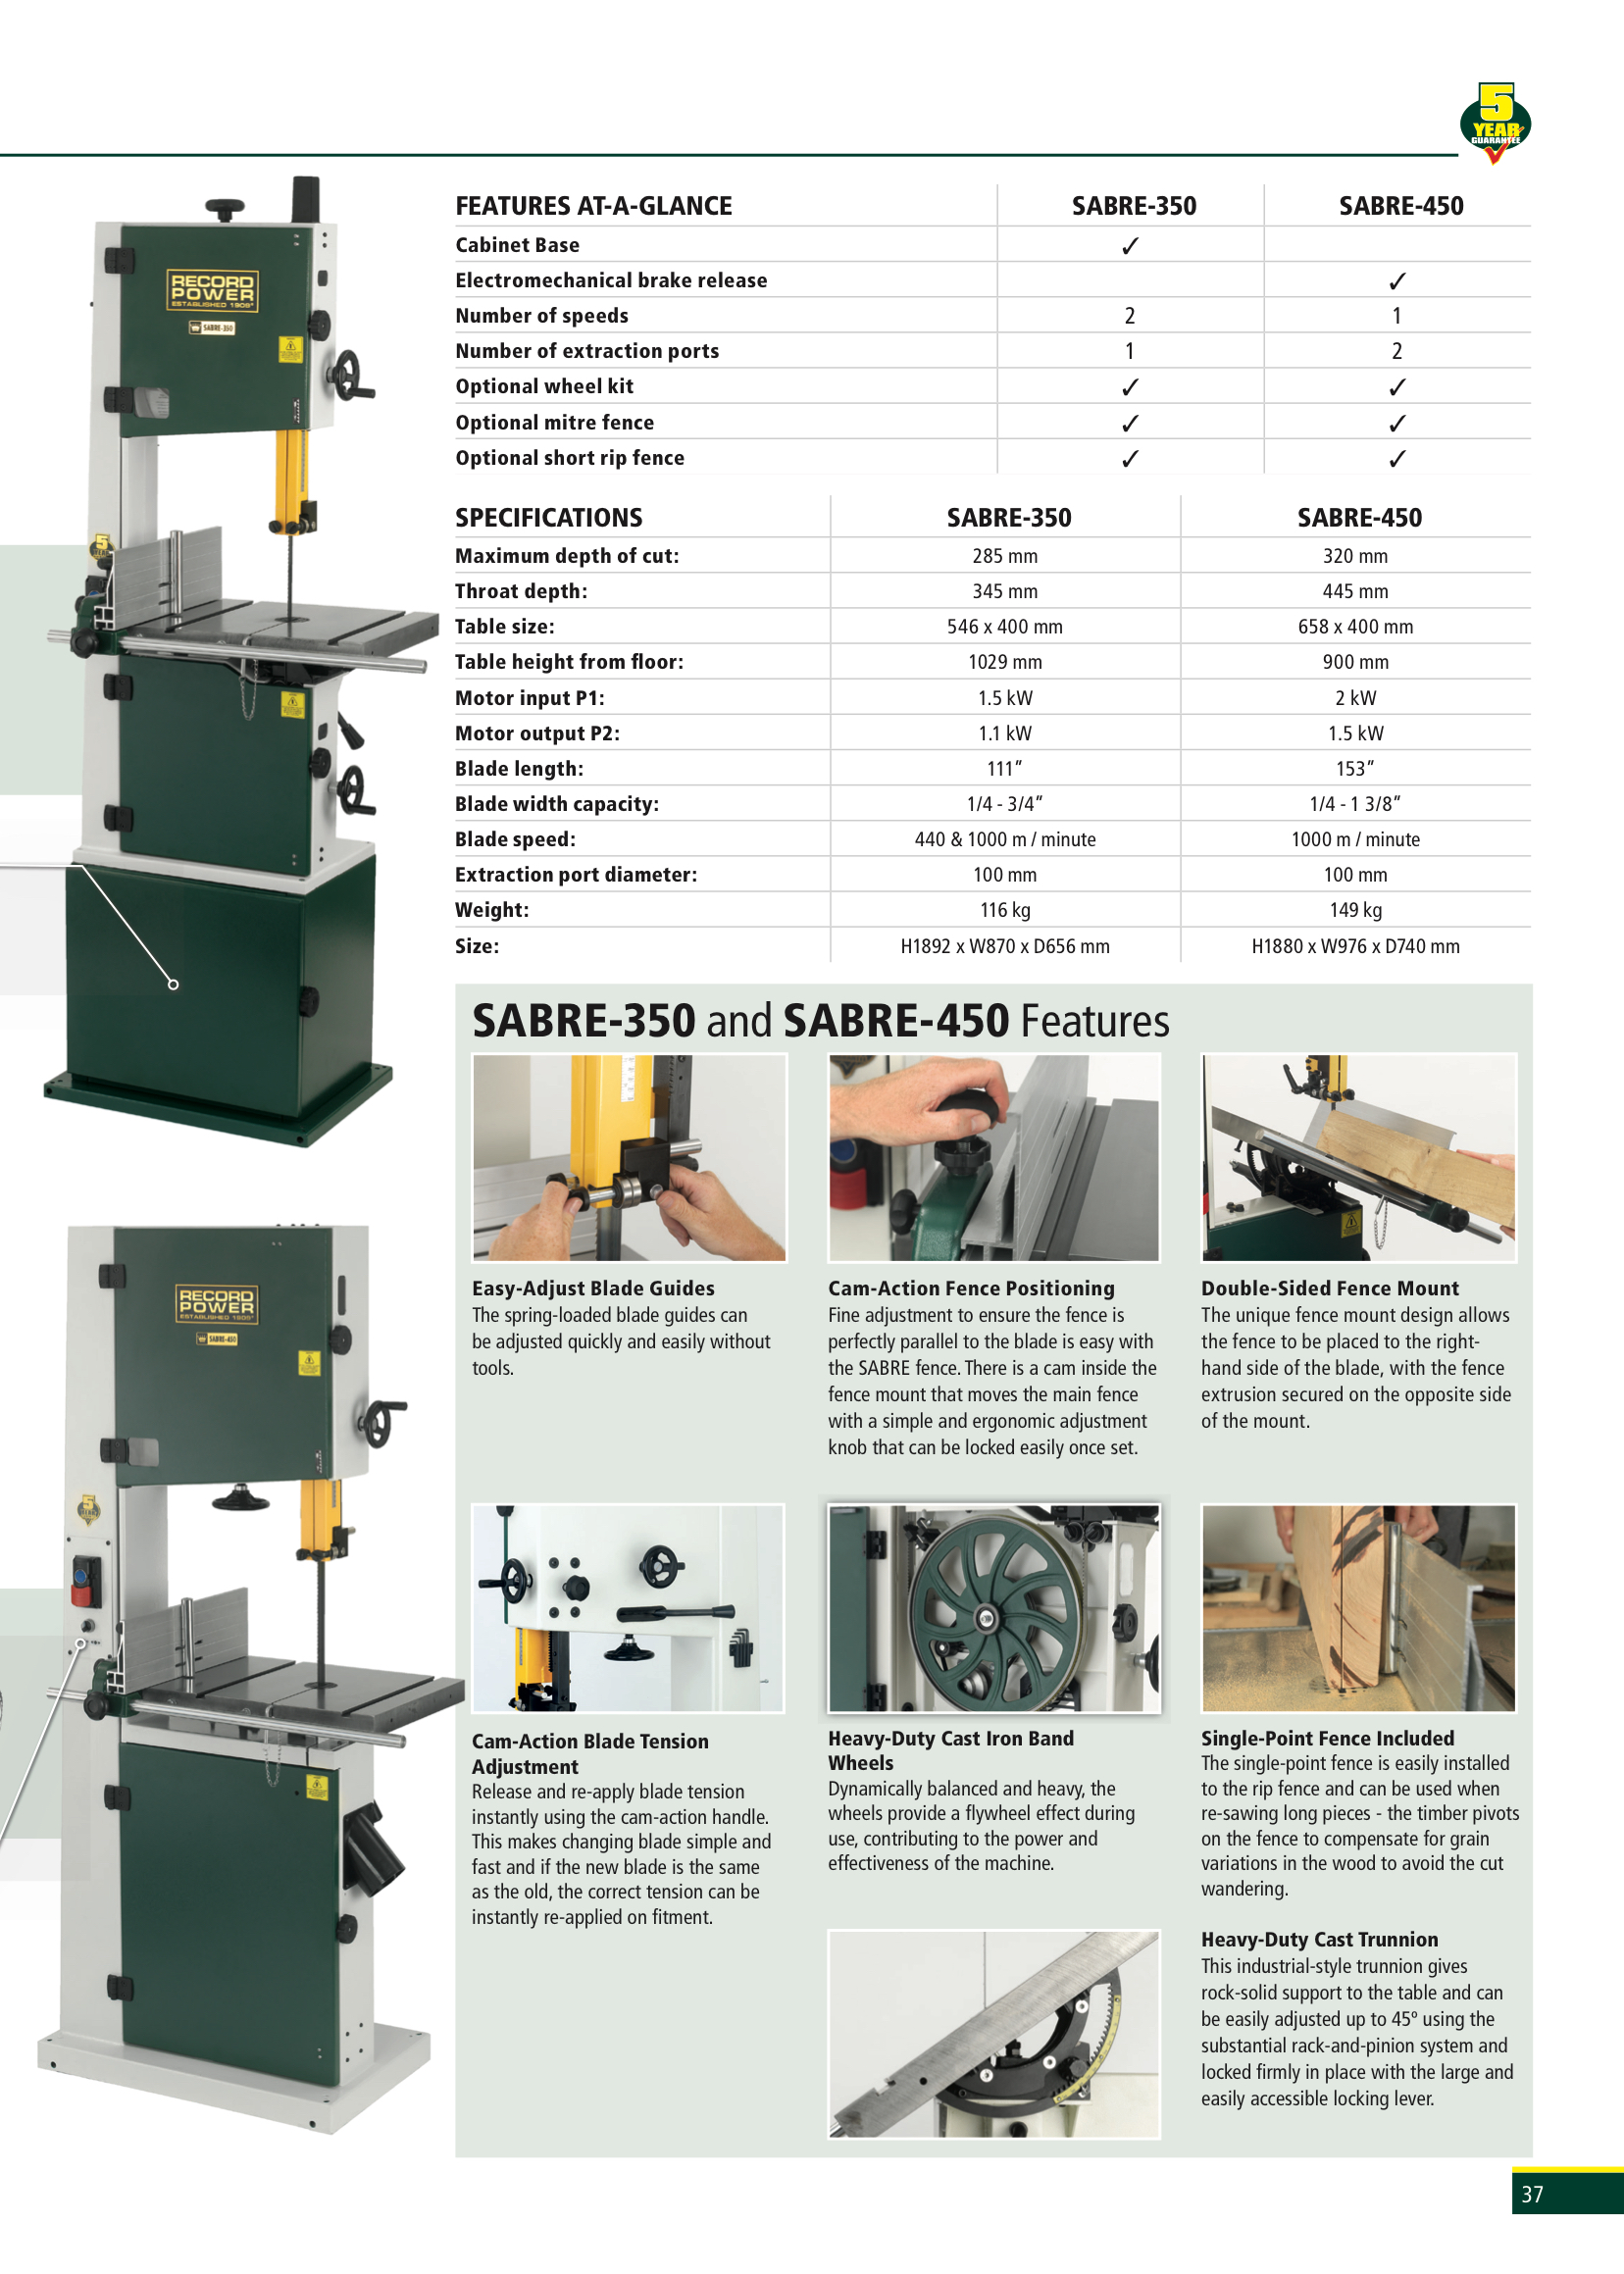 5
YEAR
GUARANTEE
RECORD
POWER
ESTABLISHED 1909
SABRE-350
FEATURES AT-A-GLANCE SABRE-350 SABRE-450
Cabinet Base ✓
Electromechanical brake release ✓
Number of speeds 2 1
Number of extraction ports 1 2
Optional wheel kit ✓ ✓
Optional mitre fence ✓ ✓
Optional short rip fence ✓ ✓
SPECIFICATIONS SABRE-350 SABRE-450
Maximum depth of cut: 285 mm 320 mm
Throat depth: 345 mm 445 mm
Table size: 546 x 400 mm 658 x 400 mm
Table height from floor: 1029 mm 900 mm
Motor input P1: 1.5 kW 2 kW
Motor output P2: 1.1 kW 1.5 kW
Blade length: 111” 153”
Blade width capacity: 1/4 - 3/4” 1/4 - 1 3/8”
Blade speed: 440 & 1000 m / minute 1000 m / minute
Extraction port diameter: 100 mm 100 mm
Weight: 116 kg 149 kg
Size: H1892 x W870 x D656 mm H1880 x W976 x D740 mm
SABRE-350 and SABRE-450 Features
Easy-Adjust Blade Guides
The spring-loaded blade guides can
be adjusted quickly and easily without
tools.
Cam-Action Fence Positioning
Fine adjustment to ensure the fence is
perfectly parallel to the blade is easy with
the SABRE fence. There is a cam inside the
fence mount that moves the main fence
with a simple and ergonomic adjustment
knob that can be locked easily once set.
Double-Sided Fence Mount
The unique fence mount design allows
the fence to be placed to the right-
hand side of the blade, with the fence
extrusion secured on the opposite side
of the mount.
RECORD
POWER
ESTABLISHED 1909
SABRE-450
5
YEAR
Cam-Action Blade Tension
Adjustment
Release and re-apply blade tension
instantly using the cam-action handle.
This makes changing blade simple and
fast and if the new blade is the same
as the old, the correct tension can be
instantly re-applied on fitment.
Heavy-Duty Cast Iron Band
Wheels
Dynamically balanced and heavy, the
wheels provide a flywheel effect during
use, contributing to the power and
effectiveness of the machine.
Single-Point Fence Included
The single-point fence is easily installed
to the rip fence and can be used when
re-sawing long pieces - the timber pivots
on the fence to compensate for grain
variations in the wood to avoid the cut
wandering.
Heavy-Duty Cast Trunnion
This industrial-style trunnion gives
rock-solid support to the table and can
be easily adjusted up to 45º using the
substantial rack-and-pinion system and
locked firmly in place with the large and
easily accessible locking lever.
37